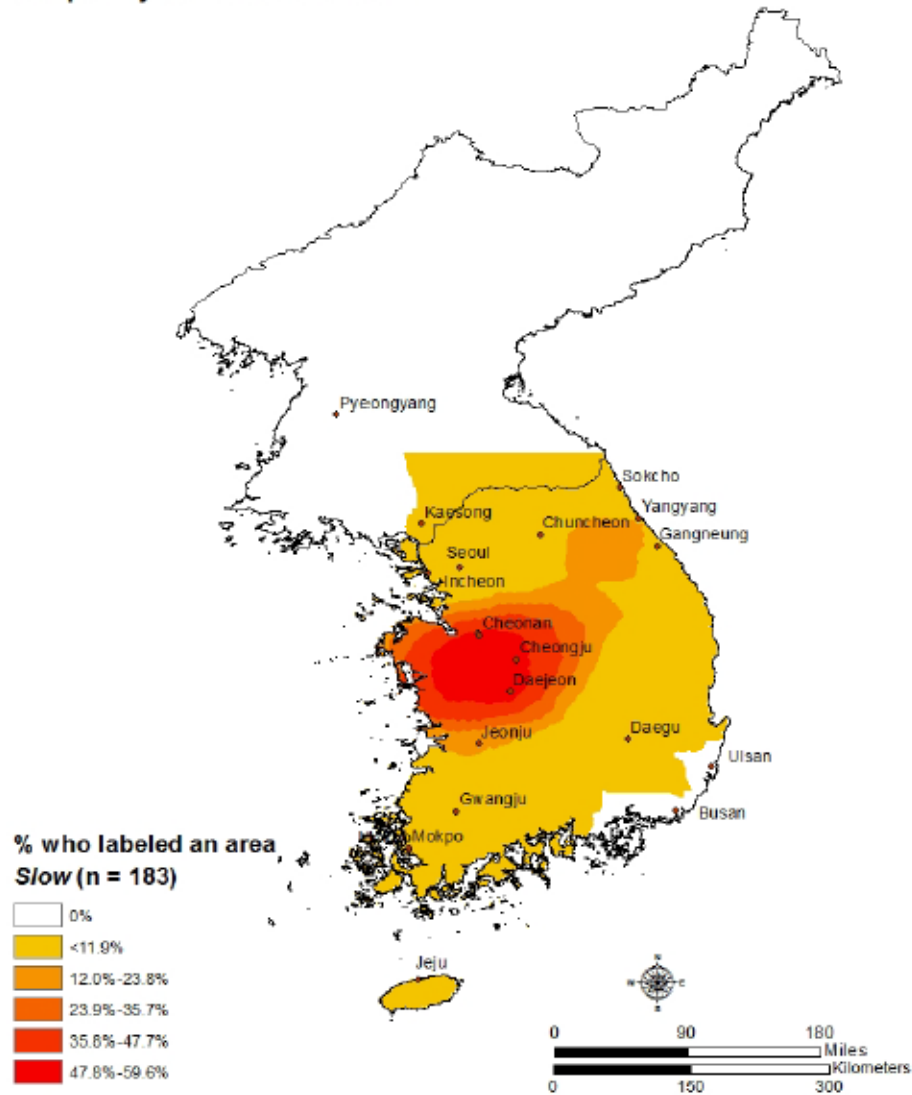 Pyeongyang
Sokcho
Yangyang
Kaesong
Chuncheon
Gangneung
Seoul
Incheon
Cheonan
Cheongju
Daejeon
Jeonju
Daegu
Ulsan
Gwangju
Busan
Mokpo
% who labeled an area
Slow (n = 183)
0%
<11.9%
12.0%-23.8%
23.9%-35.7%
35.8%-47.7%
47.8%-59.6%
Jeju
N
E
S
0 90 180
Miles
Kilometers
0 150 300